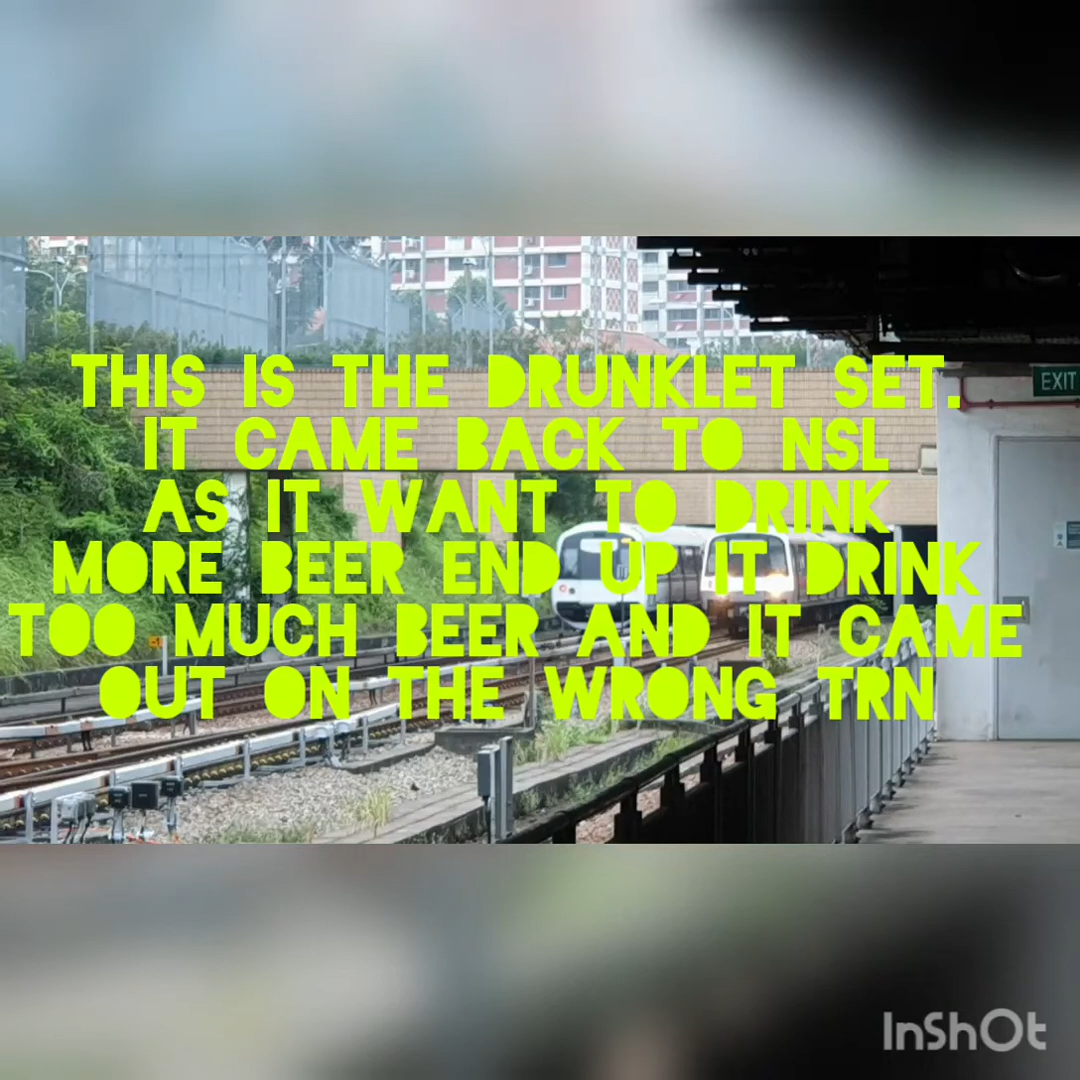 THIS IS THE DRUNKLET SET.
IT CAME BACK TO NSL
AS IT WANT TO DRINK
MORE BEER END UP IT DRINK
TOO MUCH BEER AND IT CAME
OUT ON THE WRONG TRN
EXIT
InShOt